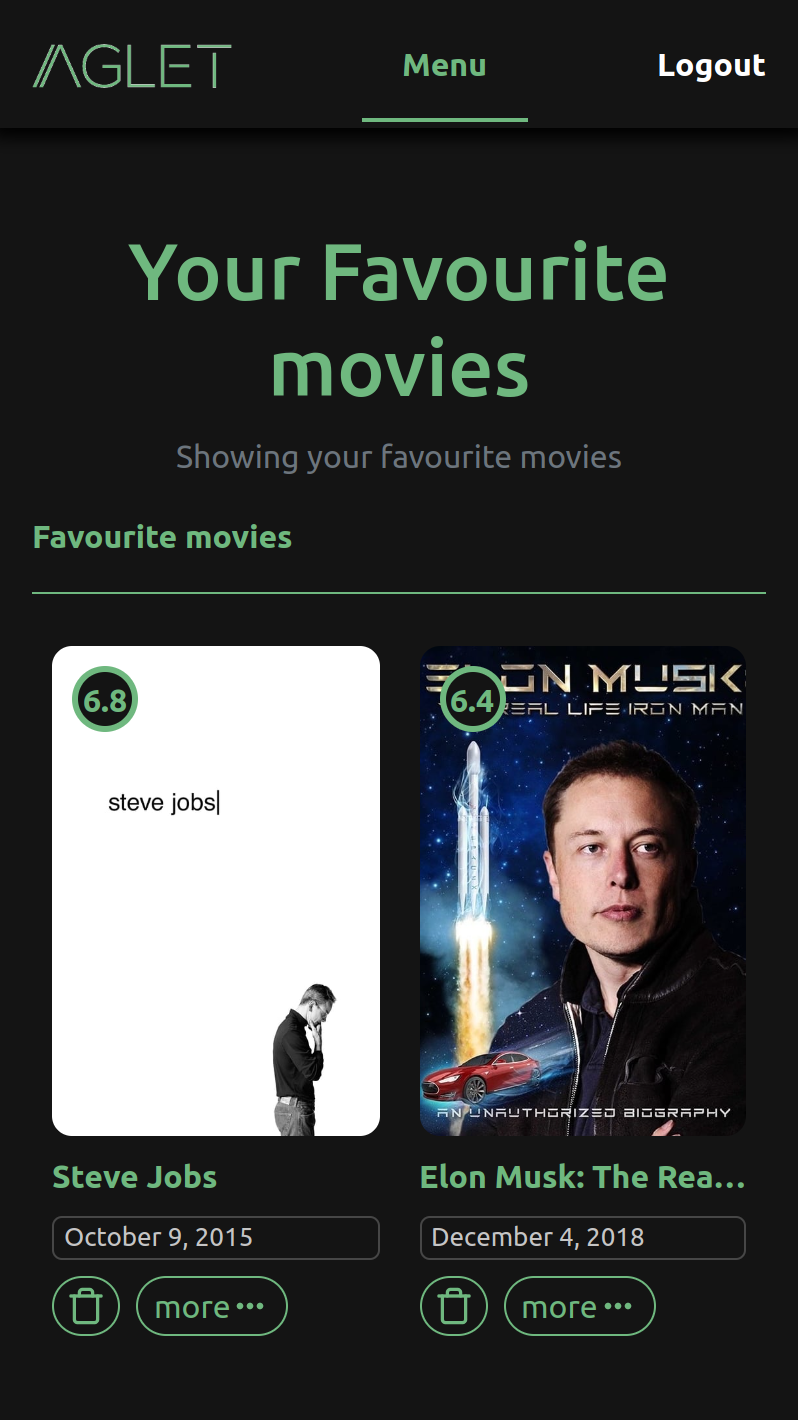 AGLET
Menu
Logout
Your Favourite
movies
Showing your favourite movies
Favourite movies
6.8
steve jobs
6.4
ELON MUSK
REAL LIFE IRON MAN
SPACEX
AN UNAUTHORIZED BIOGRAPHY
Steve Jobs
Elon Musk: The Rea…
October 9, 2015
December 4, 2018
more
more